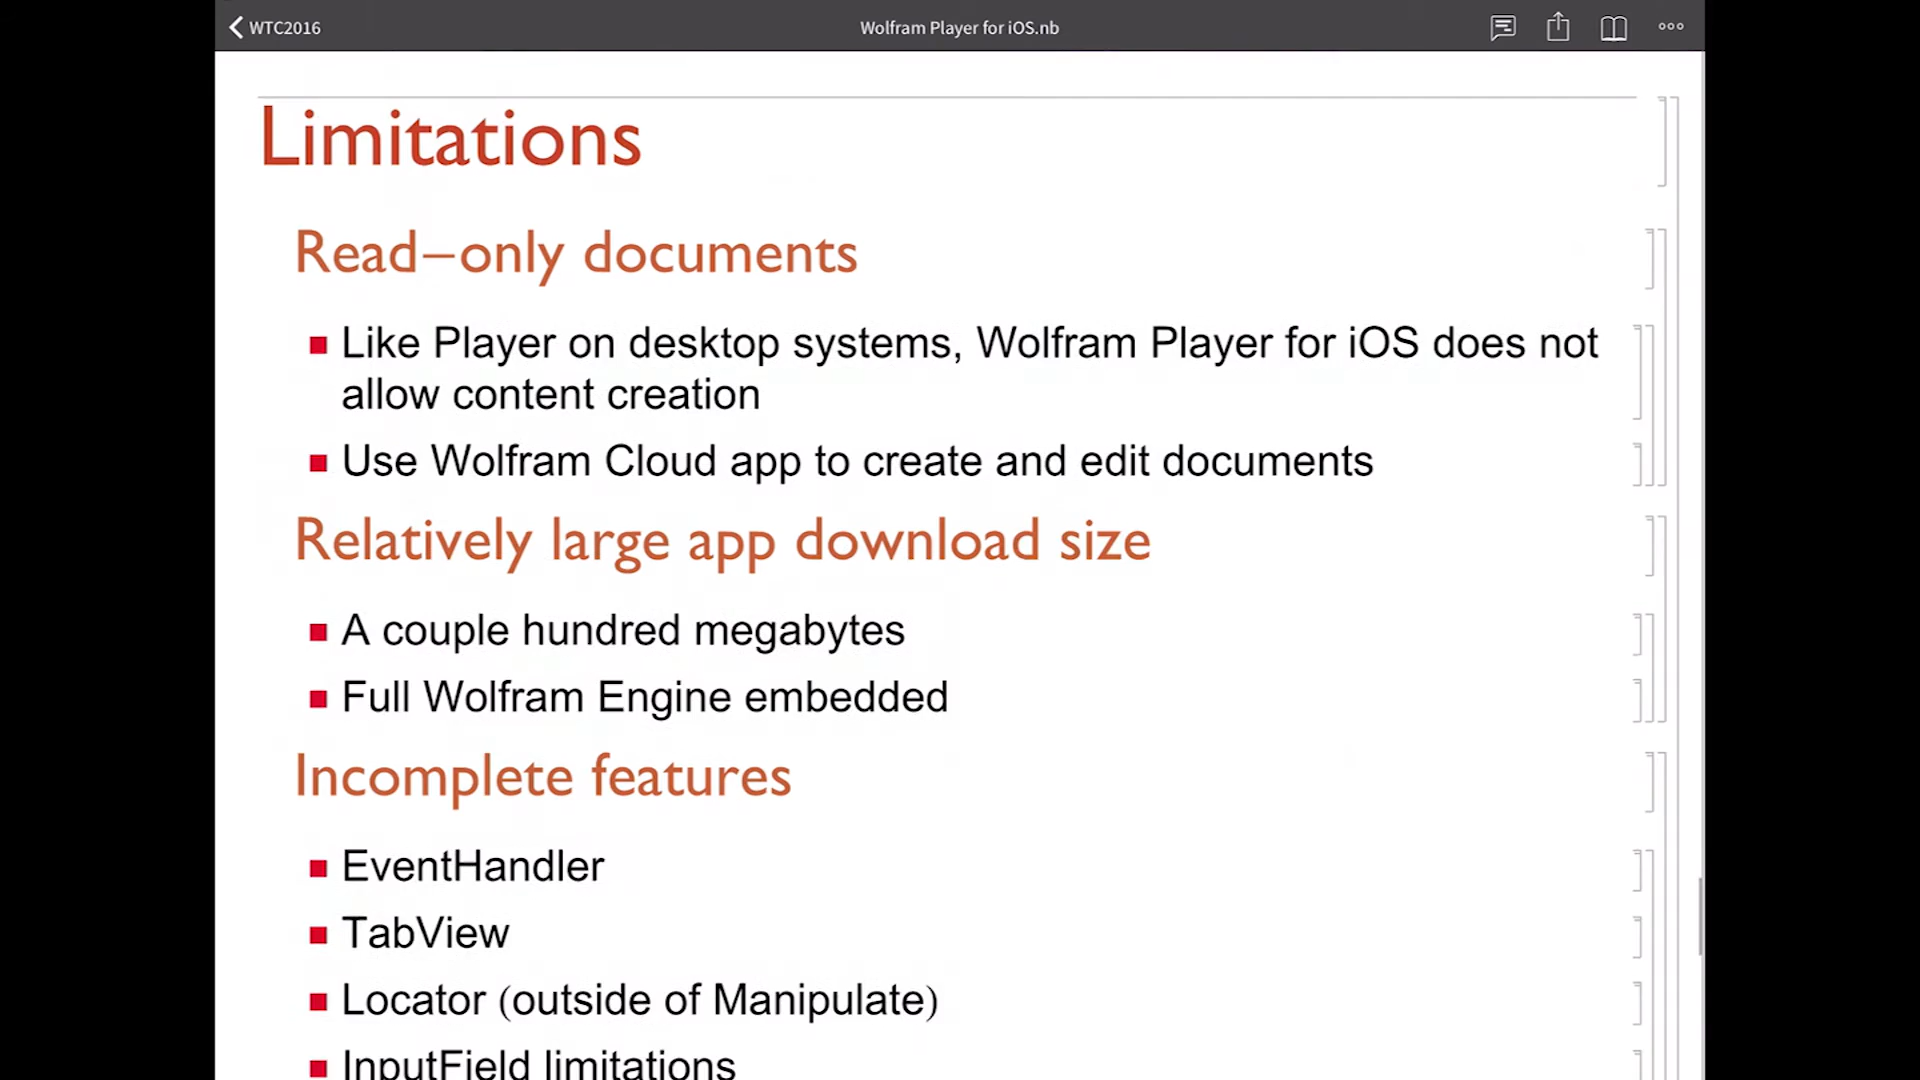 WTC2016
Wolfram Player for iOS.nb
Limitations
Read–only documents
Like Player on desktop systems, Wolfram Player for iOS does not
allow content creation
Use Wolfram Cloud app to create and edit documents
Relatively large app download size
A couple hundred megabytes
Full Wolfram Engine embedded
Incomplete features
EventHandler
TabView
Locator (outside of Manipulate)
InputField limitations